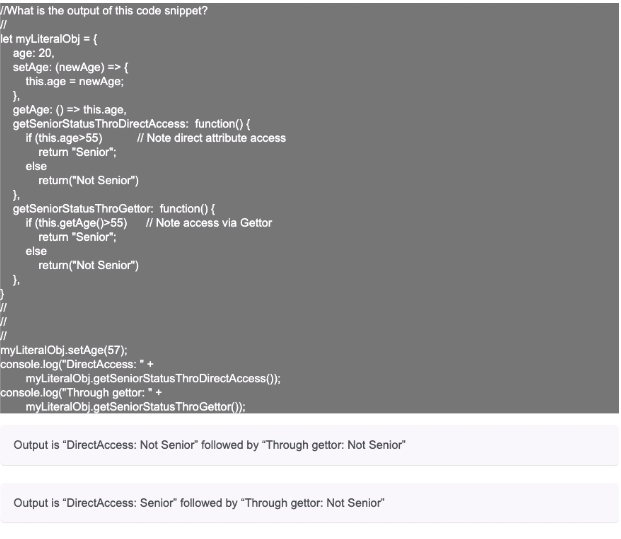 //What is the output of this code snippet?
//
let myLiteralObj = {
age: 20,
setAge: (newAge) => {
this.age = newAge;
},
getAge: () => this.age,
getSeniorStatusThroDirectAccess: function() {
if (this.age>55) // Note direct attribute access
return "Senior";
else
return("Not Senior")
},
getSeniorStatusThroGettor: function() {
if (this.getAge()>55) // Note access via Gettor
return "Senior";
else
return("Not Senior")
},
}
//
//
//
myLiteralObj.setAge(57);
console.log("DirectAccess: " +
myLiteralObj.getSeniorStatusThroDirectAccess());
console.log("Through gettor: " +
myLiteralObj.getSeniorStatusThroGettor());
Output is “DirectAccess: Not Senior” followed by “Through gettor: Not Senior”
Output is “DirectAccess: Senior” followed by “Through gettor: Not Senior”